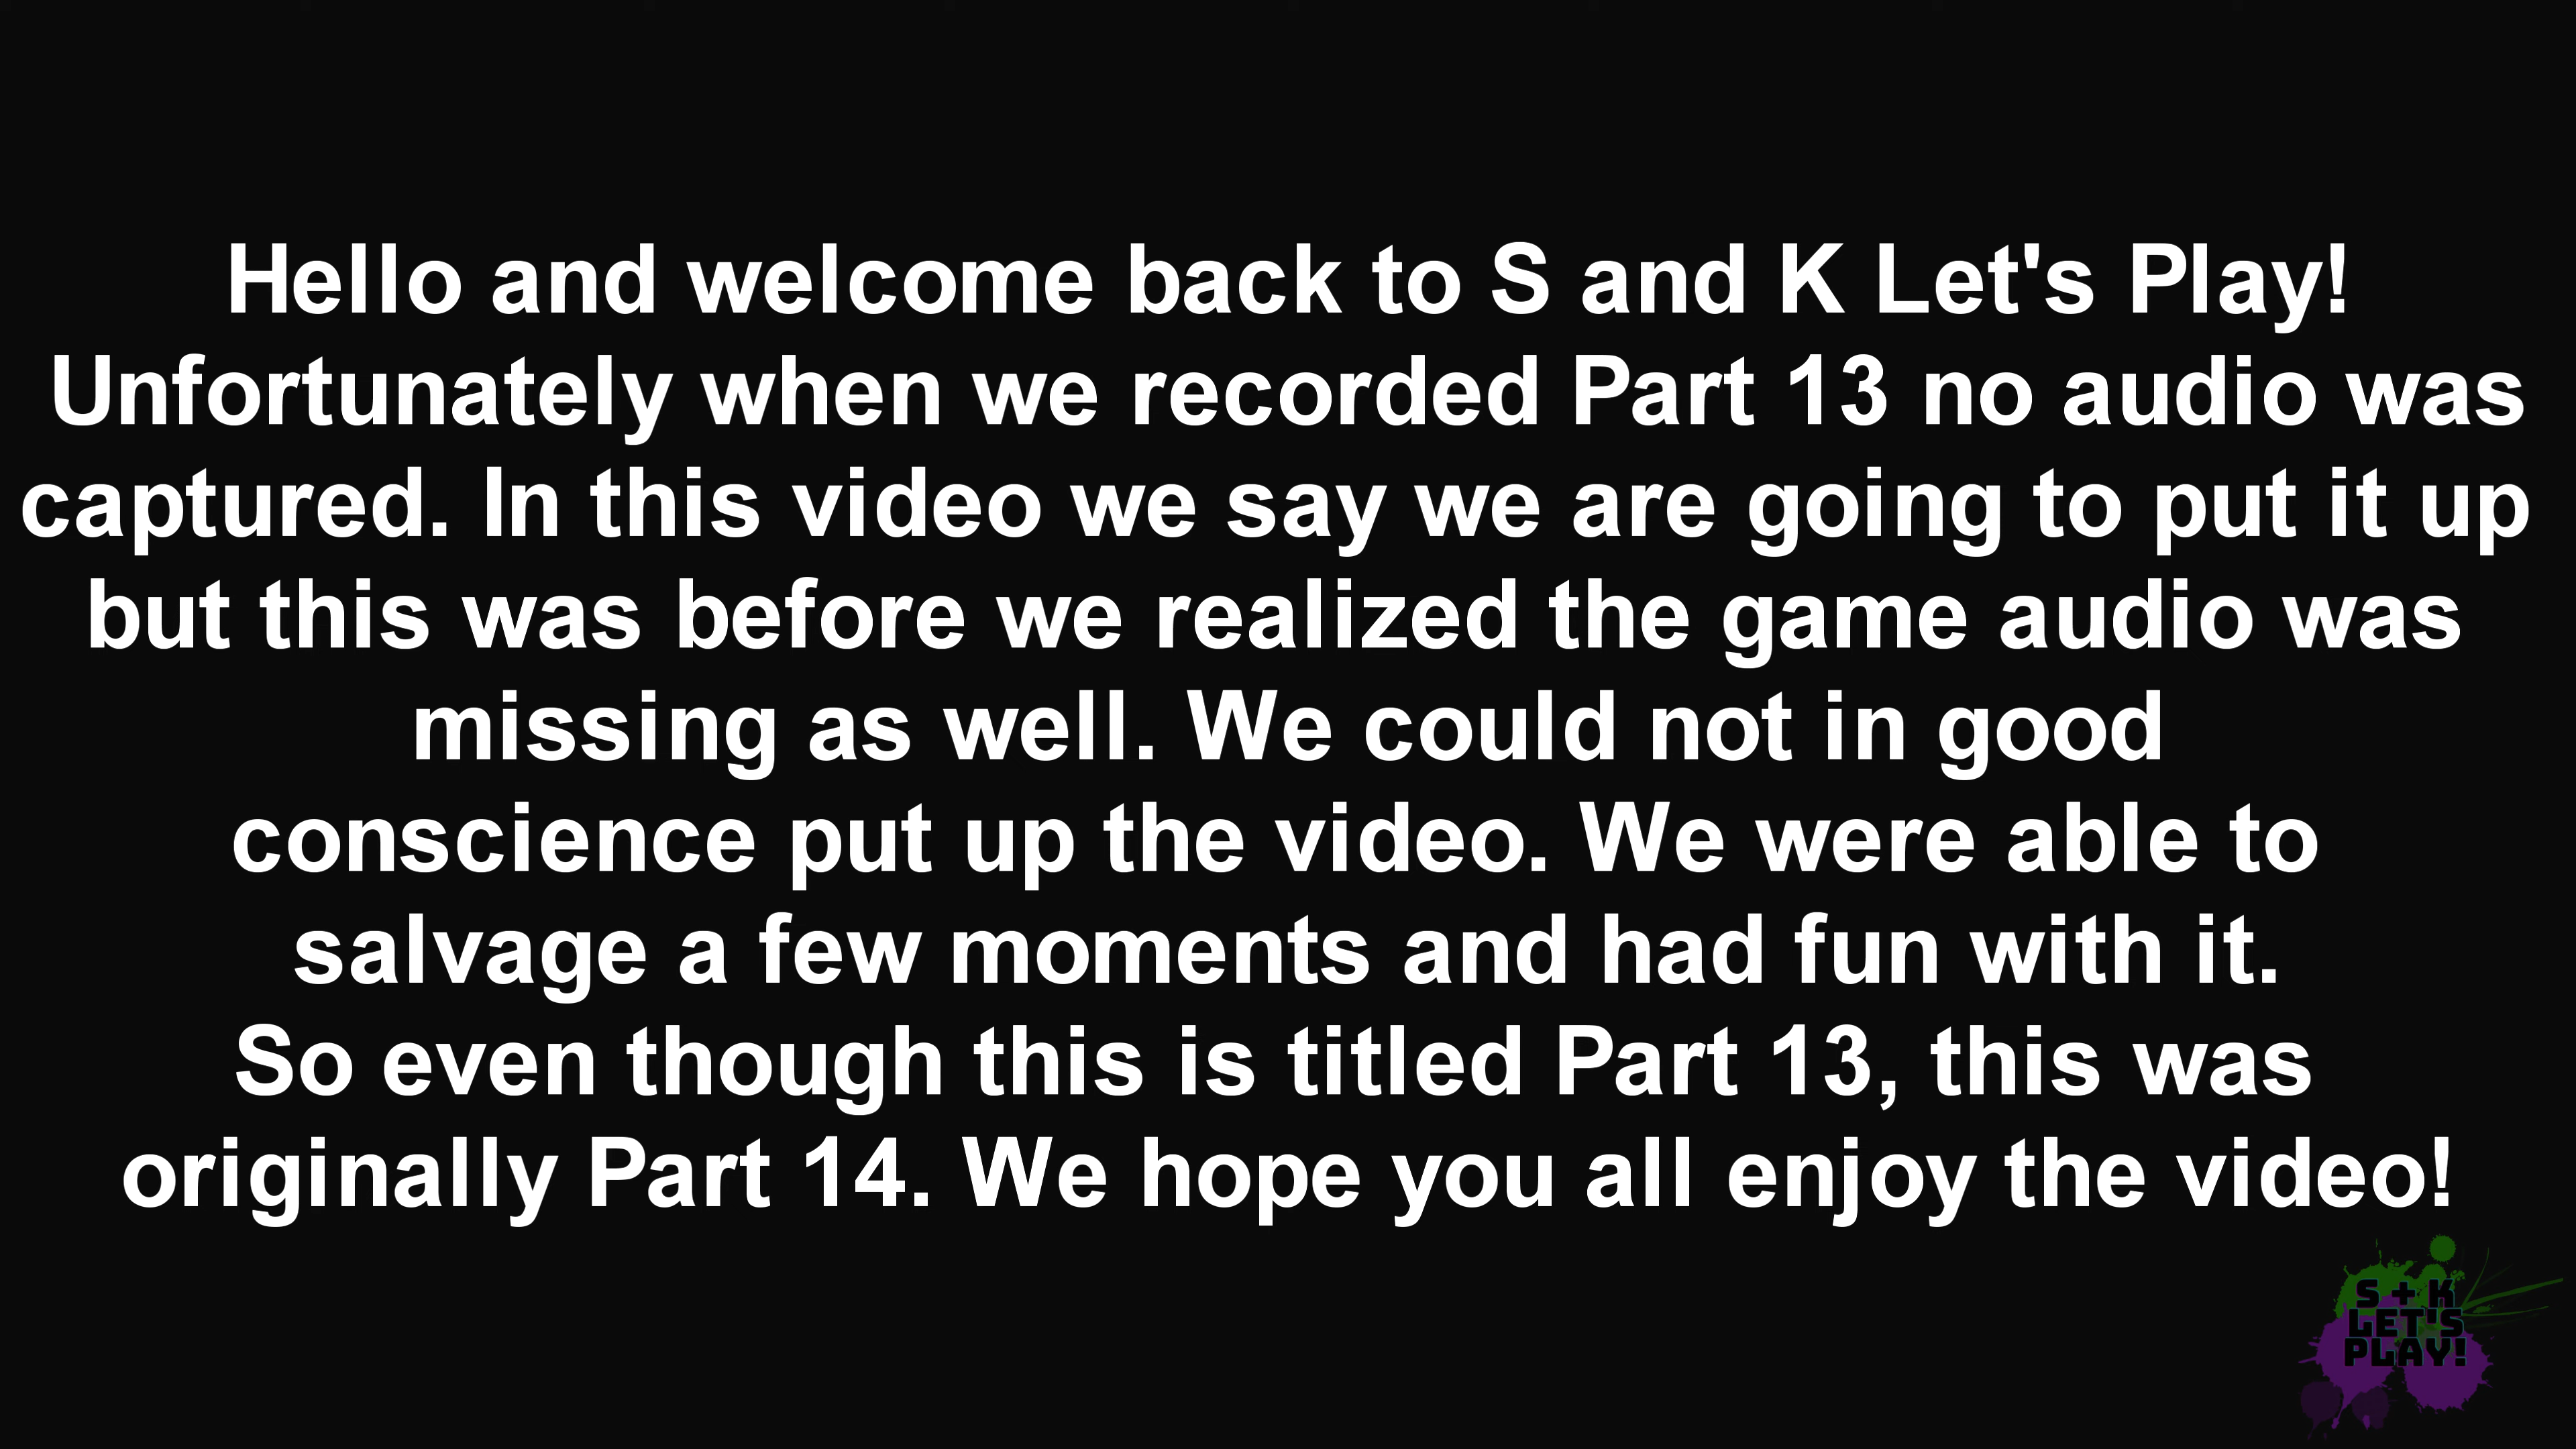 Hello and welcome back to S and K Let's Play!
Unfortunately when we recorded Part 13 no audio was
captured. In this video we say we are going to put it up
but this was before we realized the game audio was
missing as well. We could not in good
conscience put up the video. We were able to
salvage a few moments and had fun with it.
So even though this is titled Part 13, this was
originally Part 14. We hope you all enjoy the video!
S + K
LET'S
PLAY!